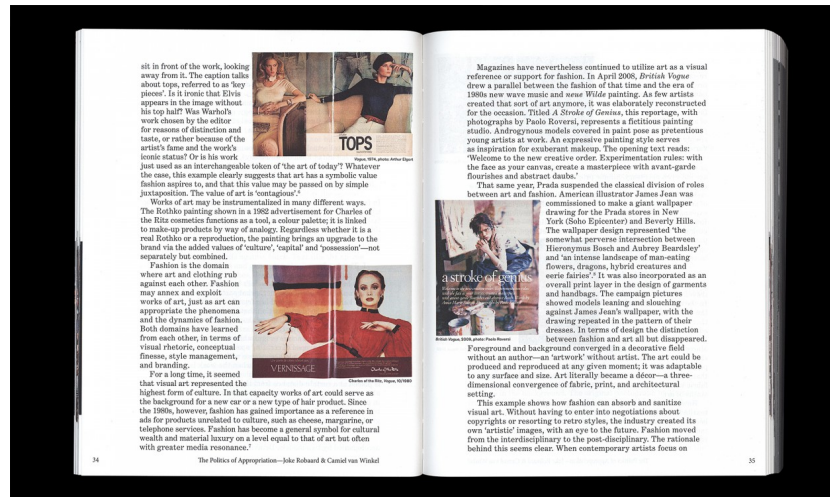 sit in front of the work, looking
away from it. The caption talks
about tops, referred to as ‘key
pieces’. Is it ironic that Elvis
appears in the image without
his top half? Was Warhol’s
work chosen by the editor
for reasons of distinction and
taste, or rather because of the
artist’s fame and the work’s
iconic status? Or is his work
TOPS
Vogue, 1974, photo: Arthur Elgort
just used as an interchangeable token of ‘the art of today’? Whatever
the case, this example clearly suggests that art has a symbolic value
fashion aspires to, and that this value may be passed on by simple
juxtaposition. The value of art is ‘contagious’.⁶
Works of art may be instrumentalized in many different ways.
The Rothko painting shown in a 1982 advertisement for Charles of
the Ritz cosmetics functions as a tool, a colour palette; it is linked
to make-up products by way of analogy. Regardless whether it is a
real Rothko or a reproduction, the painting brings an upgrade to the
brand via the added values of ‘culture’, ‘capital’ and ‘possession’—not
separately but combined.
Fashion is the domain
where art and clothing rub
against each other. Fashion
may annex and exploit
works of art, just as art can
appropriate the phenomena
and the dynamics of fashion.
Both domains have learned
from each other, in terms of
visual rhetoric, conceptual
finesse, style management,
and branding.
VERNISSAGE
Charles of the Ritz, Vogue, 10/1980
For a long time, it seemed
that visual art represented the
highest form of culture. In that capacity works of art could serve as
the background for a new car or a new type of hair product. Since
the 1980s, however, fashion has gained importance as a reference in
ads for products unrelated to culture, such as cheese, margarine, or
telephone services. Fashion has become a general symbol for cultural
wealth and material luxury on a level equal to that of art but often
with greater media resonance.⁷
34
The Politics of Appropriation—Joke Robaard & Camiel van Winkel
Magazines have nevertheless continued to utilize art as a visual
reference or support for fashion. In April 2008, British Vogue
drew a parallel between the fashion of that time and the era of
1980s new wave music and neue Wilde painting. As few artists
created that sort of art anymore, it was elaborately reconstructed
for the occasion. Titled A Stroke of Genius, this reportage, with
photographs by Paolo Roversi, represents a fictitious painting
studio. Androgynous models covered in paint pose as pretentious
young artists at work. An expressive painting style serves
as inspiration for exuberant makeup. The opening text reads:
‘Welcome to the new creative order. Experimentation rules: with
the face as your canvas, create a masterpiece with avant-garde
flourishes and abstract daubs.’
That same year, Prada suspended the classical division of roles
between art and fashion. American illustrator James Jean was
commissioned to make a giant wallpaper
drawing for the Prada stores in New
York (Soho Epicenter) and Beverly Hills.
The wallpaper design represented ‘the
somewhat perverse intersection between
Hieronymus Bosch and Aubrey Beardsley’
and ‘an intense landscape of man-eating
flowers, dragons, hybrid creatures and
eerie fairies’.⁸ It was also incorporated as an
overall print layer in the design of garments
and handbags. The campaign pictures
showed models leaning and slouching
against James Jean’s wallpaper, with the
drawing repeated in the pattern of their
dresses. In terms of design the distinction
between fashion and art all but disappeared.
a stroke of genius
British Vogue, 2008, photo: Paolo Roversi
Foreground and background converged in a decorative field
without an author—an ‘artwork’ without artist. The art could be
produced and reproduced at any given moment; it was adaptable
to any surface and size. Art literally became a décor—a three-
dimensional convergence of fabric, print, and architectural
setting.
This example shows how fashion can absorb and sanitize
visual art. Without having to enter into negotiations about
copyrights or resorting to retro styles, the industry created its
own ‘artistic’ images, with an eye to the future. Fashion moved
from the interdisciplinary to the post-disciplinary. The rationale
behind this seems clear. When contemporary artists focus on
35